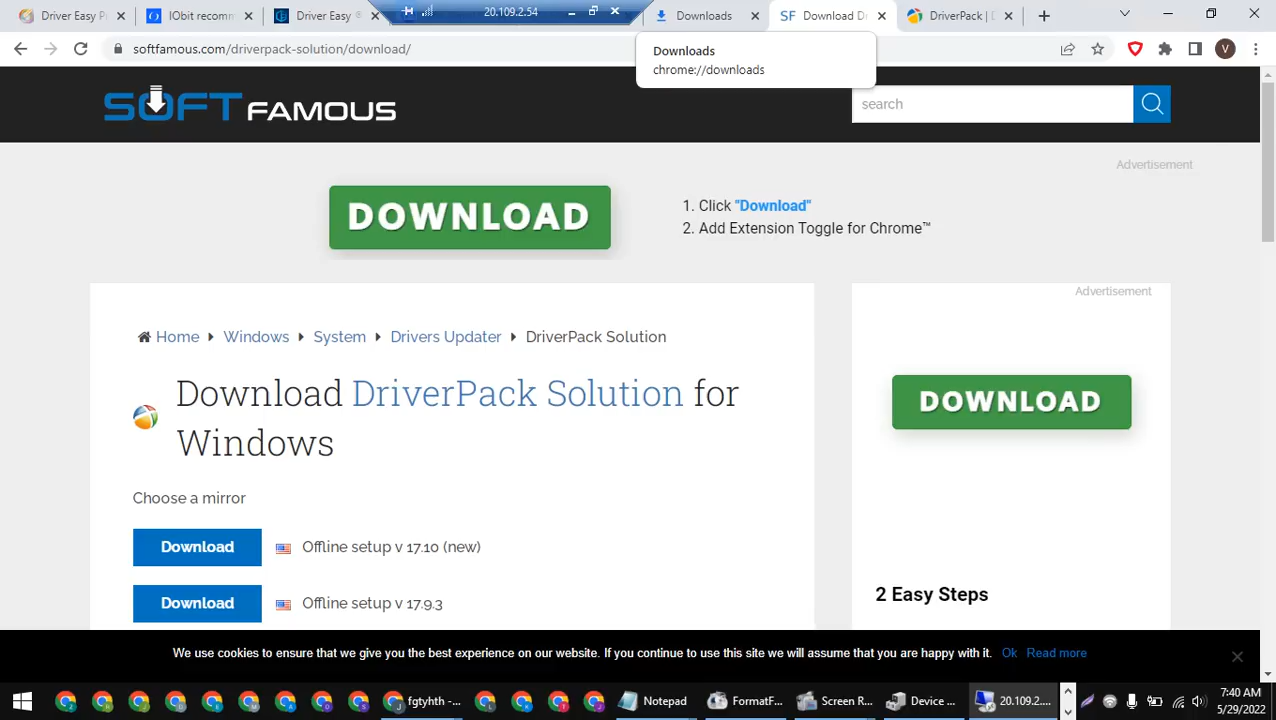 Driver Easy P
IObit recomm
Driver Easy ®
20.109.2.54
Downloads
SF
Download D
DriverPack | D
softfamous.com/driverpack-solution/download/
V
Downloads
chrome://downloads
SOFT FAMOUS
search
Advertisement
DOWNLOAD
1. Click "Download"
2. Add Extension Toggle for Chrome™
Advertisement
Home
Windows
System
Drivers Updater
DriverPack Solution
Download DriverPack Solution for
Windows
DOWNLOAD
Choose a mirror
Download
Offline setup v 17.10 (new)
Download
Offline setup v 17.9.3
2 Easy Steps
We use cookies to ensure that we give you the best experience on our website. If you continue to use this site we will assume that you are happy with it.
Ok
Read more
fgtyhth -...
Notepad
FormatF...
Screen R...
Device ...
20.109.2....
7:40 AM
5/29/2022